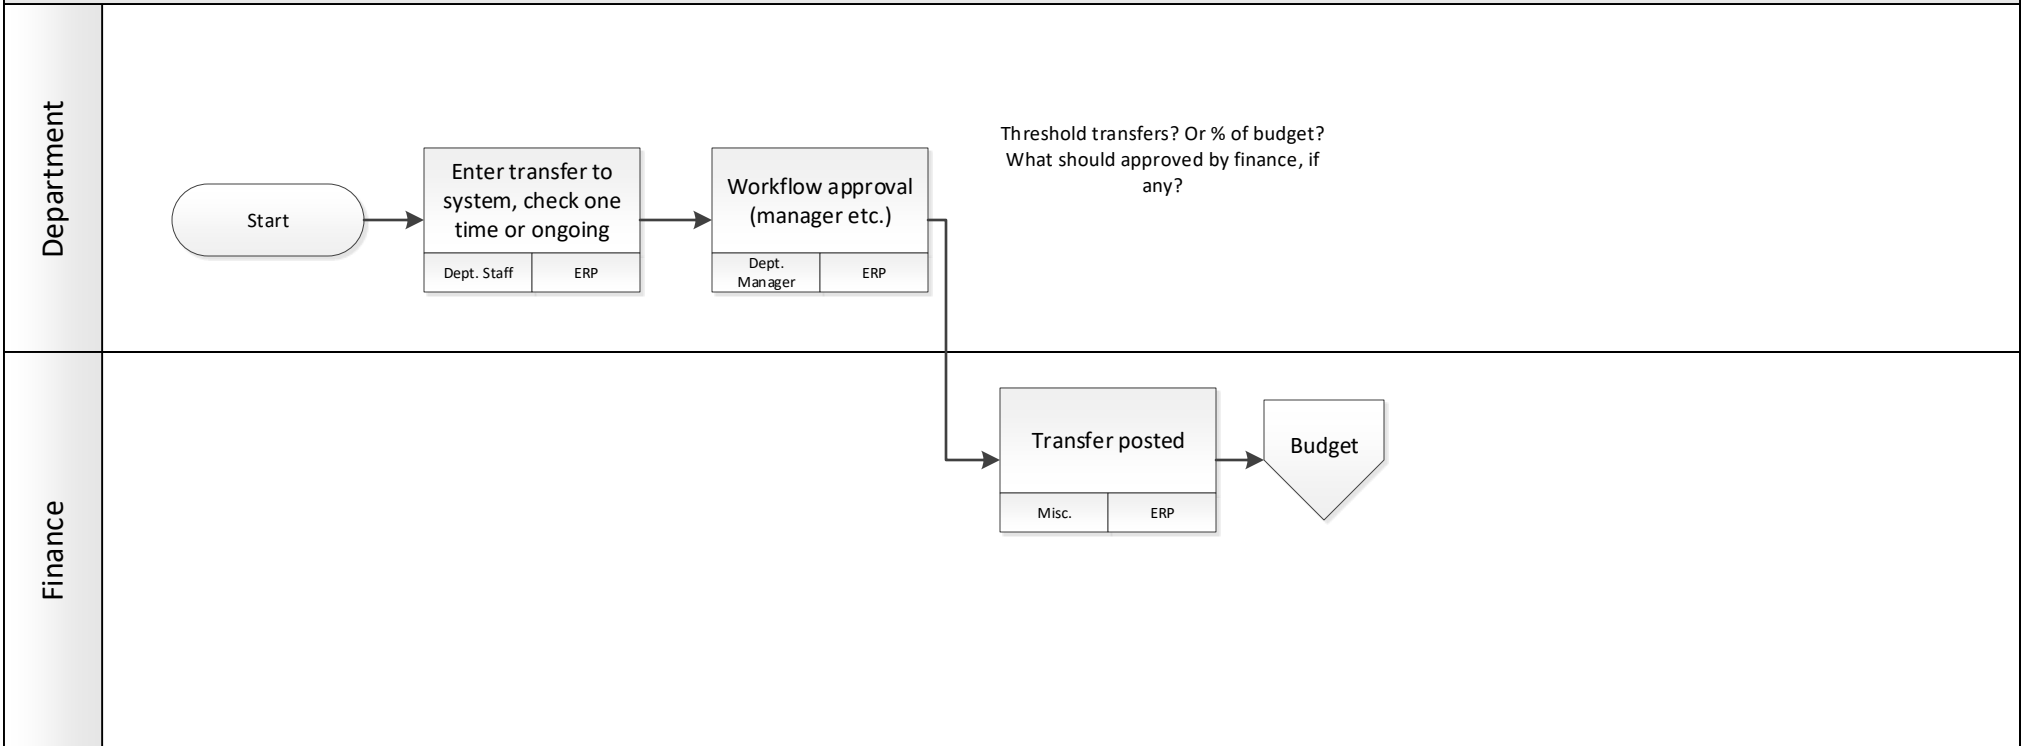 Department
Start
Enter transfer to
system, check one
time or ongoing
Dept. Staff
ERP
Workflow approval
(manager etc.)
Dept.
Manager
ERP
Threshold transfers? Or % of budget?
What should approved by finance, if
any?
Finance
Transfer posted
Misc.
ERP
Budget